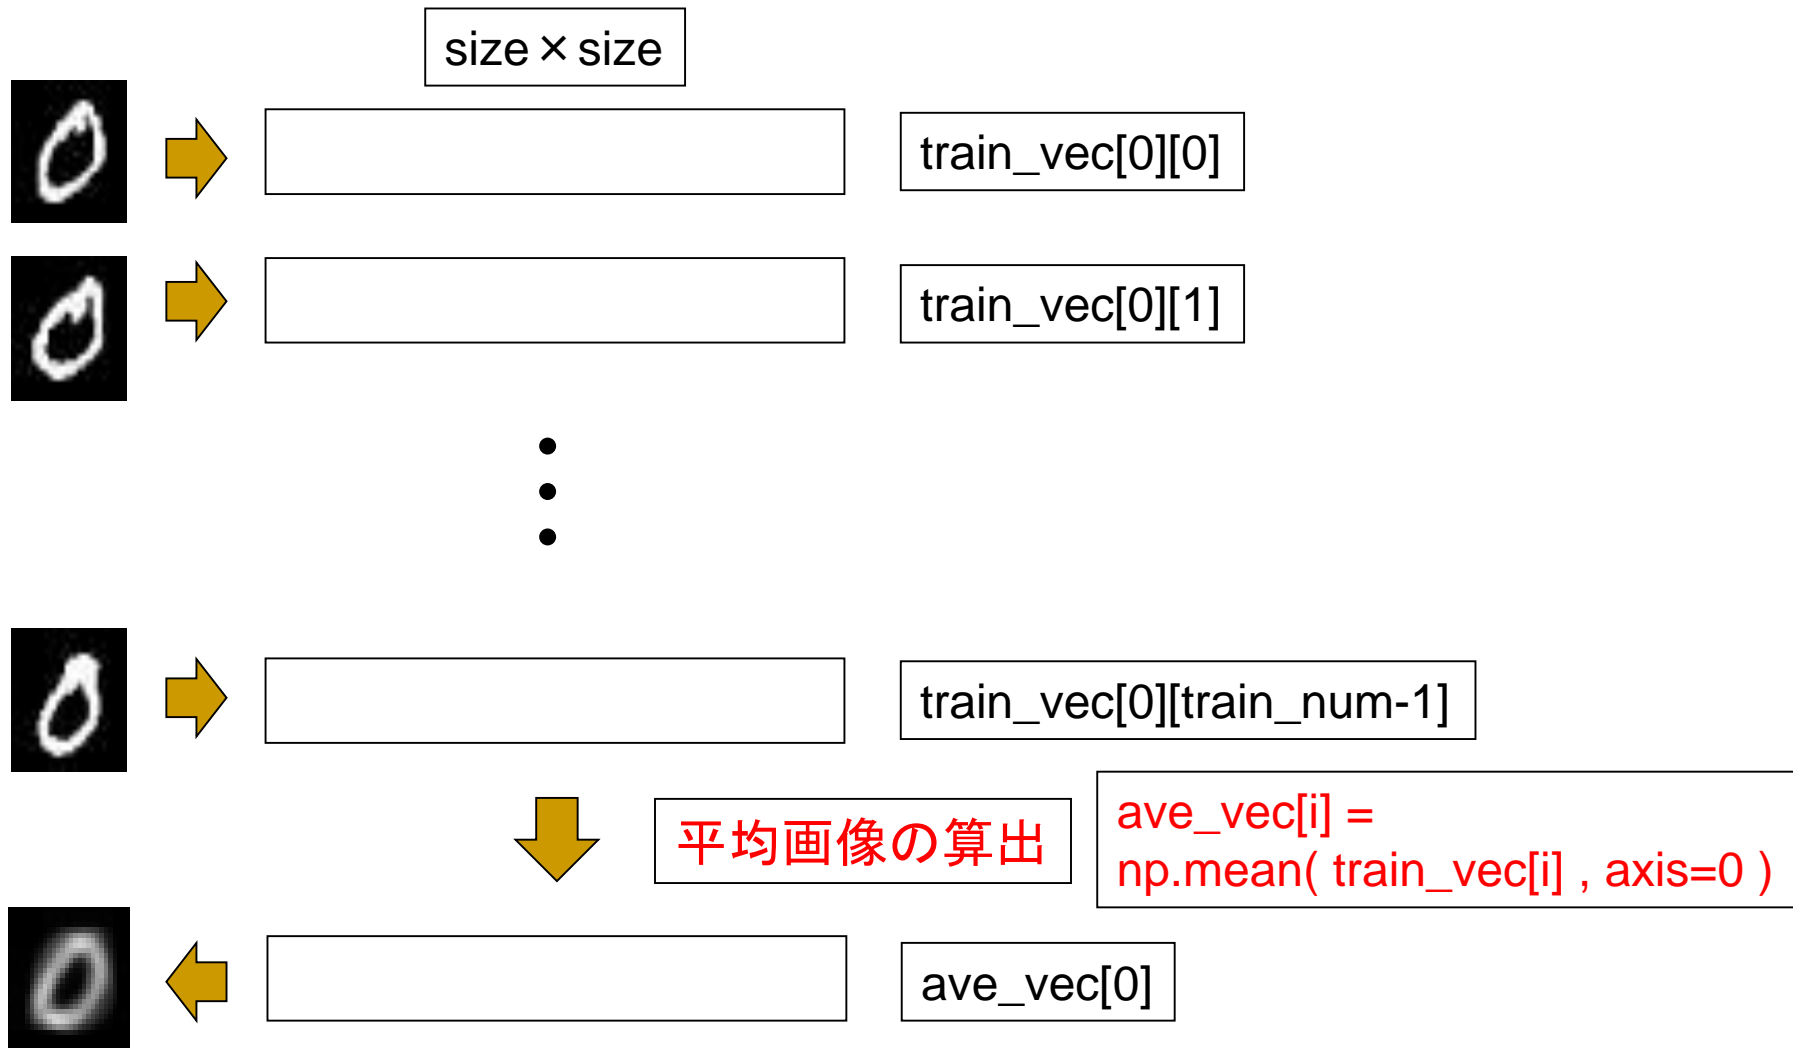 size×size
train_vec[0][0]
train_vec[0][1]
train_vec[0][train_num-1]
平均画像の算出
ave_vec[i] =
np.mean( train_vec[i] , axis=0 )
ave_vec[0]